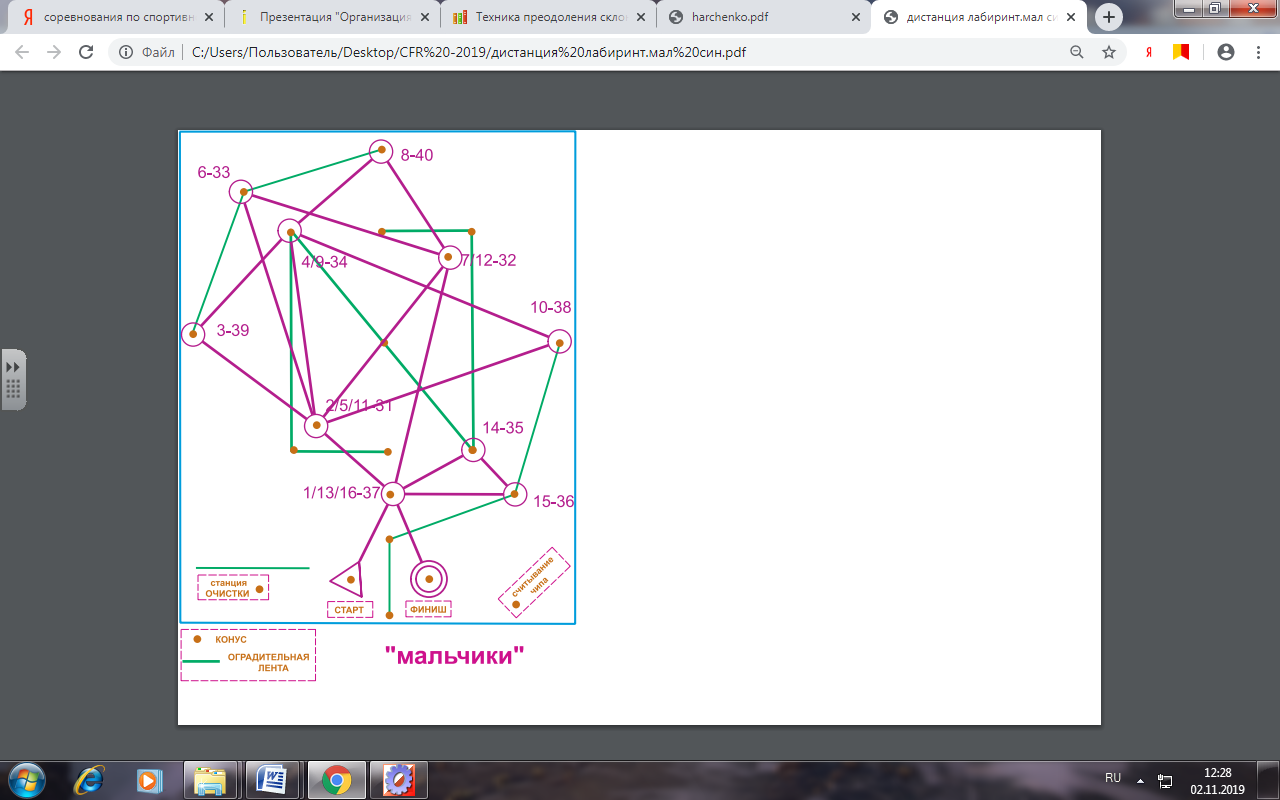 соревнования по спортивн
Презентация "Организация
Техника преодоления скло
harchenko.pdf
дистанция лабиринт.мал си
Файл
C:/Users/Пользователь/Desktop/CFR%20-2019/дистанция%20лабиринт.мал%20син.pdf
8-40
6-33
4/9-34
7/12-32
10-38
3-39
2/5/11-31
14-35
1/13/16-37
15-36
станция
ОЧИСТКИ
СТАРТ
ФИНИШ
считывание
чипа
КОНУС
ОГРАДИТЕЛЬНАЯ
ЛЕНТА
"мальчики"
RU
12:28
02.11.2019